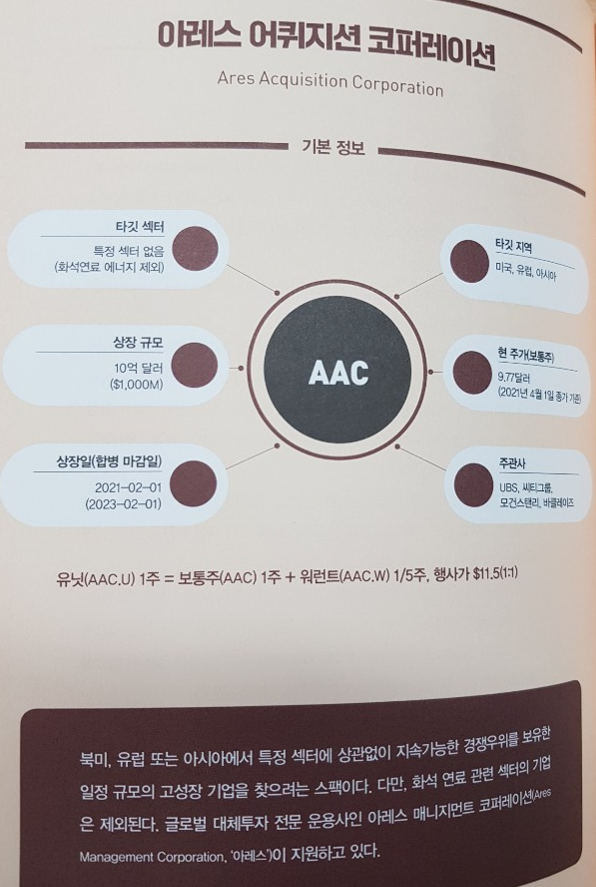 아레스 어퀴지션 코퍼레이션
Ares Acquisition Corporation
기본 정보
타깃 섹터
특정 섹터 없음
(화석연료 에너지 제외)
상장 규모
10억 달러
($1,000M)
상장일(합병 마감일)
2021-02-01
(2023-02-01)
AAC
타깃 지역
미국, 유럽, 아시아
현 주가(보통주)
9.77달러
(2021년 4월 1일 종가 기준)
주관사
UBS, 씨티그룹,
모건스탠리, 바클레이즈
유닛(AAC.U) 1주 = 보통주(AAC) 1주 + 워런트(AAC.W) 1/5주, 행사가 $11.5(1:1)
북미, 유럽 또는 아시아에서 특정 섹터에 상관없이 지속가능한 경쟁우위를 보유한
일정 규모의 고성장 기업을 찾으려는 스팩이다. 다만, 화석 연료 관련 섹터의 기업
은 제외된다. 글로벌 대체투자 전문 운용사인 아레스 매니지먼트 코퍼레이션(Ares
Management Corporation, '아레스')이 지원하고 있다.